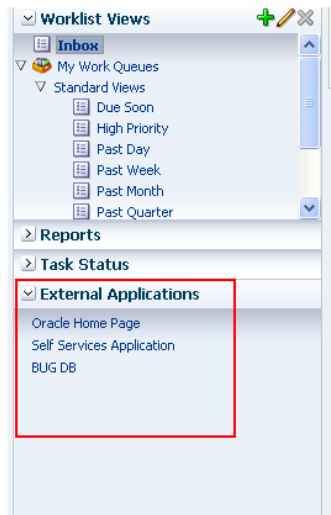 Worklist Views
Inbox
My Work Queues
Standard Views
Due Soon
High Priority
Past Day
Past Week
Past Month
Past Quarter
Reports
Task Status
External Applications
Oracle Home Page
Self Services Application
BUG DB